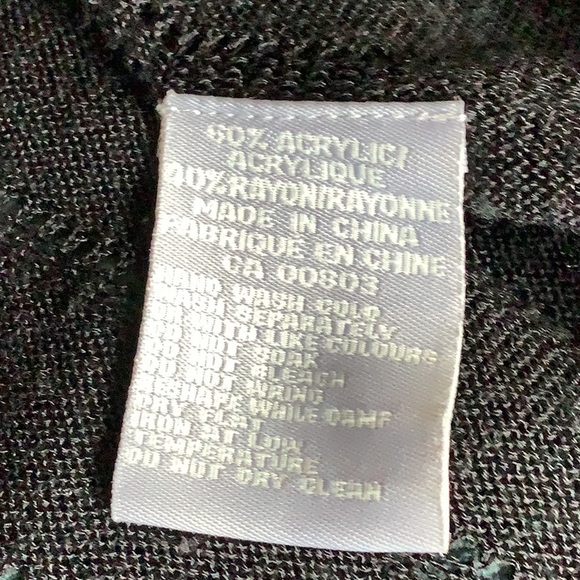 60% ACRYLIC/
ACRYLIQUE
40% RAYON/RAYONNE
MADE IN CHINA
FABRIQUE EN CHINE
CA 00803
HAND WASH COLD
WASH SEPARATELY
OR WITH LIKE COLOURS
DO NOT SOAK
DO NOT BLEACH
DO NOT WRING
RESHAPE WHILE DAMP
DRY FLAT
IRON AT LOW
TEMPERATURE
DO NOT DRY CLEAN